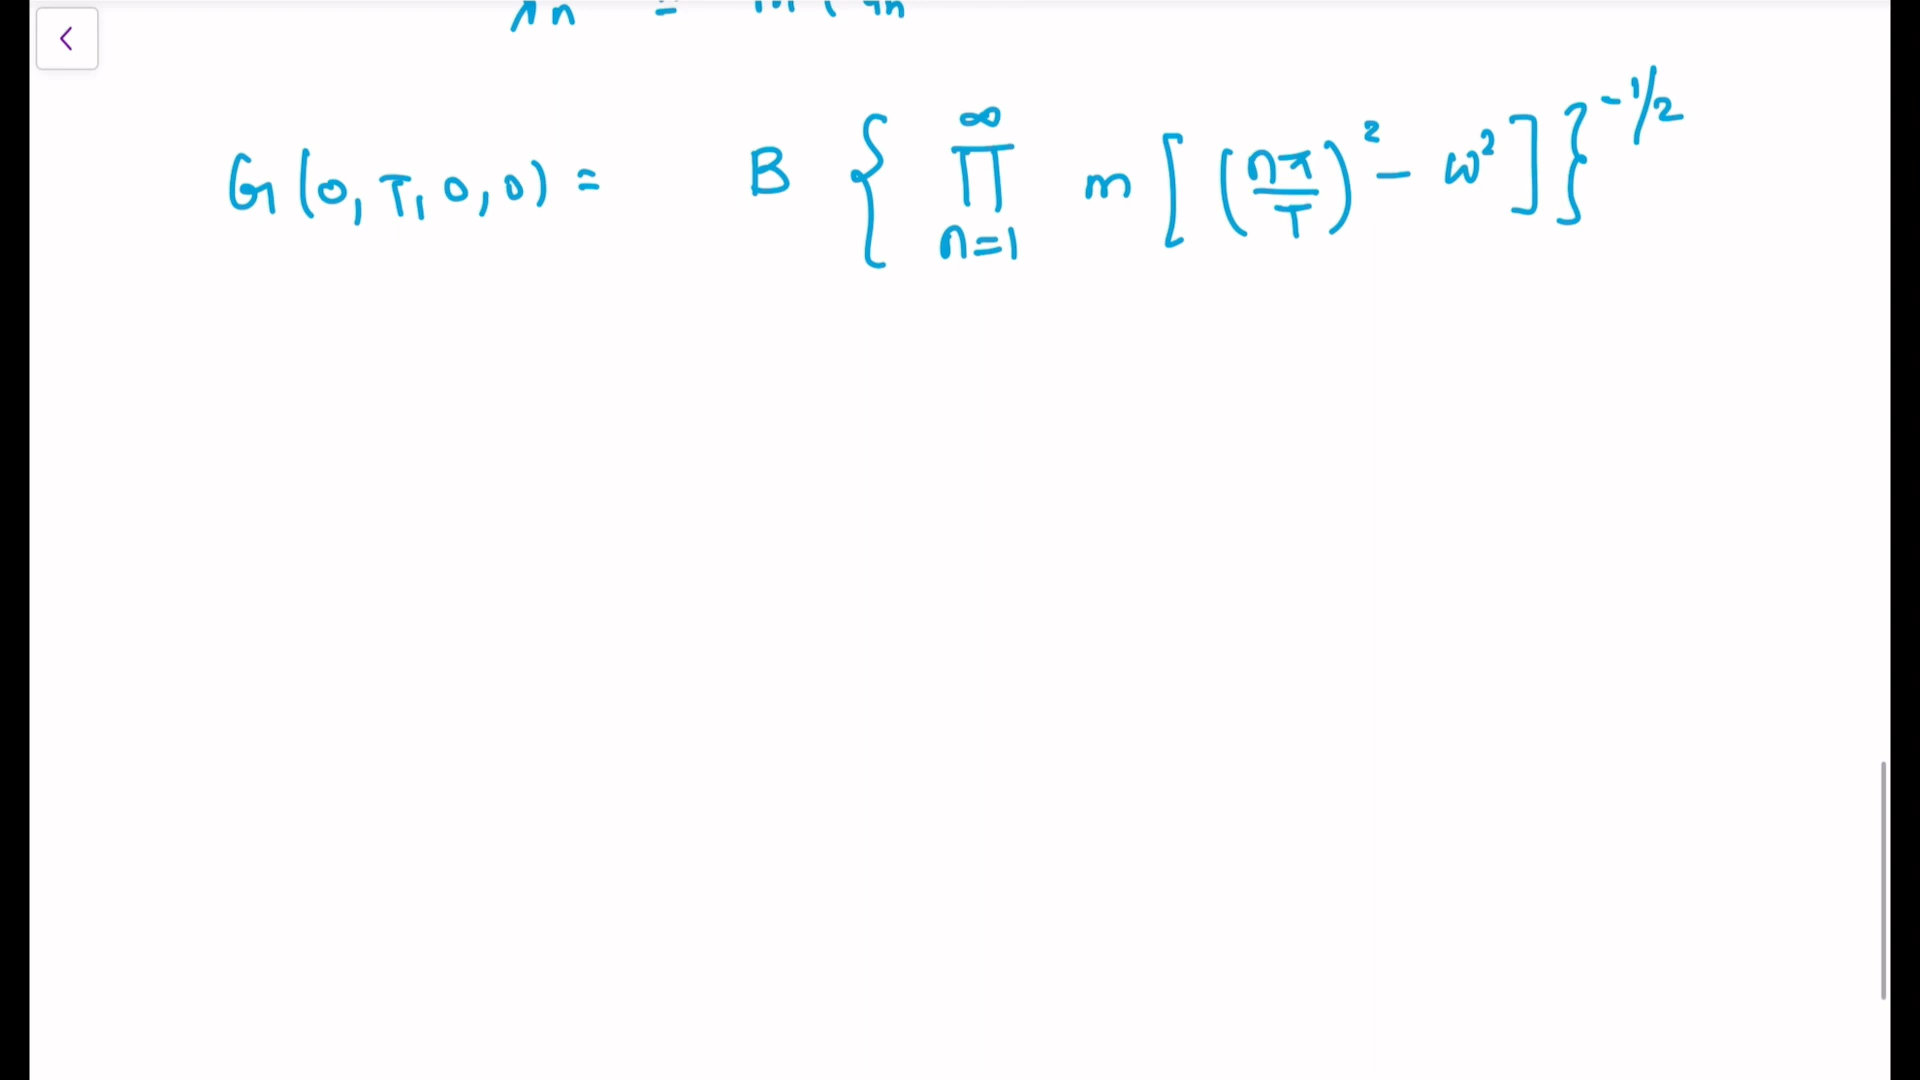 G(0, T, 0, 0) = B { ∏_{n=1}^{∞} m [ (nπ/T)² - ω² ] }^{-1/2}